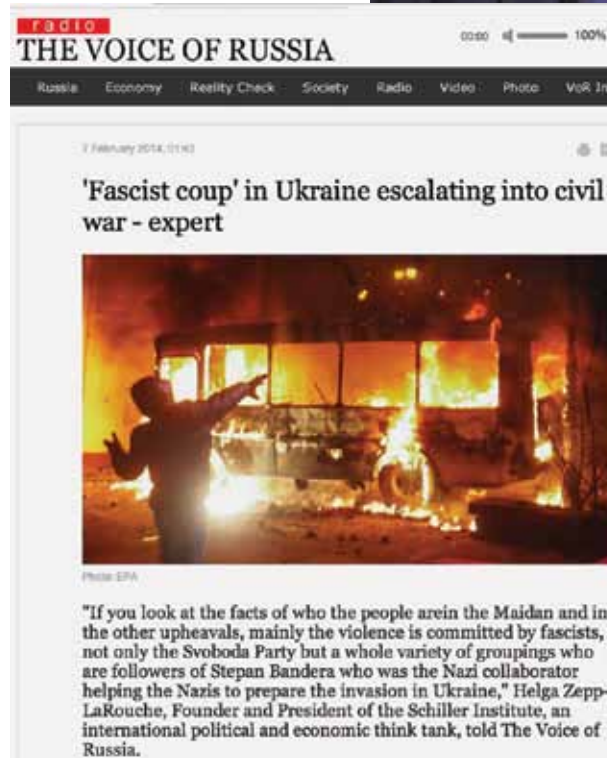 radio
THE VOICE OF RUSSIA
00:00 100%
Russia Economy Reality Check Society Radio Video Photo VoR In
7 February 2014, 01:43
'Fascist coup' in Ukraine escalating into civil
war - expert
Photo: EPA
"If you look at the facts of who the people arein the Maidan and in
the other upheavals, mainly the violence is committed by fascists,
not only the Svoboda Party but a whole variety of groupings who
are followers of Stepan Bandera who was the Nazi collaborator
helping the Nazis to prepare the invasion in Ukraine," Helga Zepp-
LaRouche, Founder and President of the Schiller Institute, an
international political and economic think tank, told The Voice of
Russia.